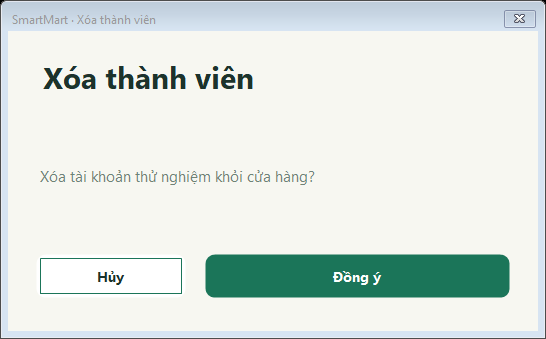 SmartMart · Xóa thành viên
Xóa thành viên
Xóa tài khoản thử nghiệm khỏi cửa hàng?
Hủy
Đồng ý